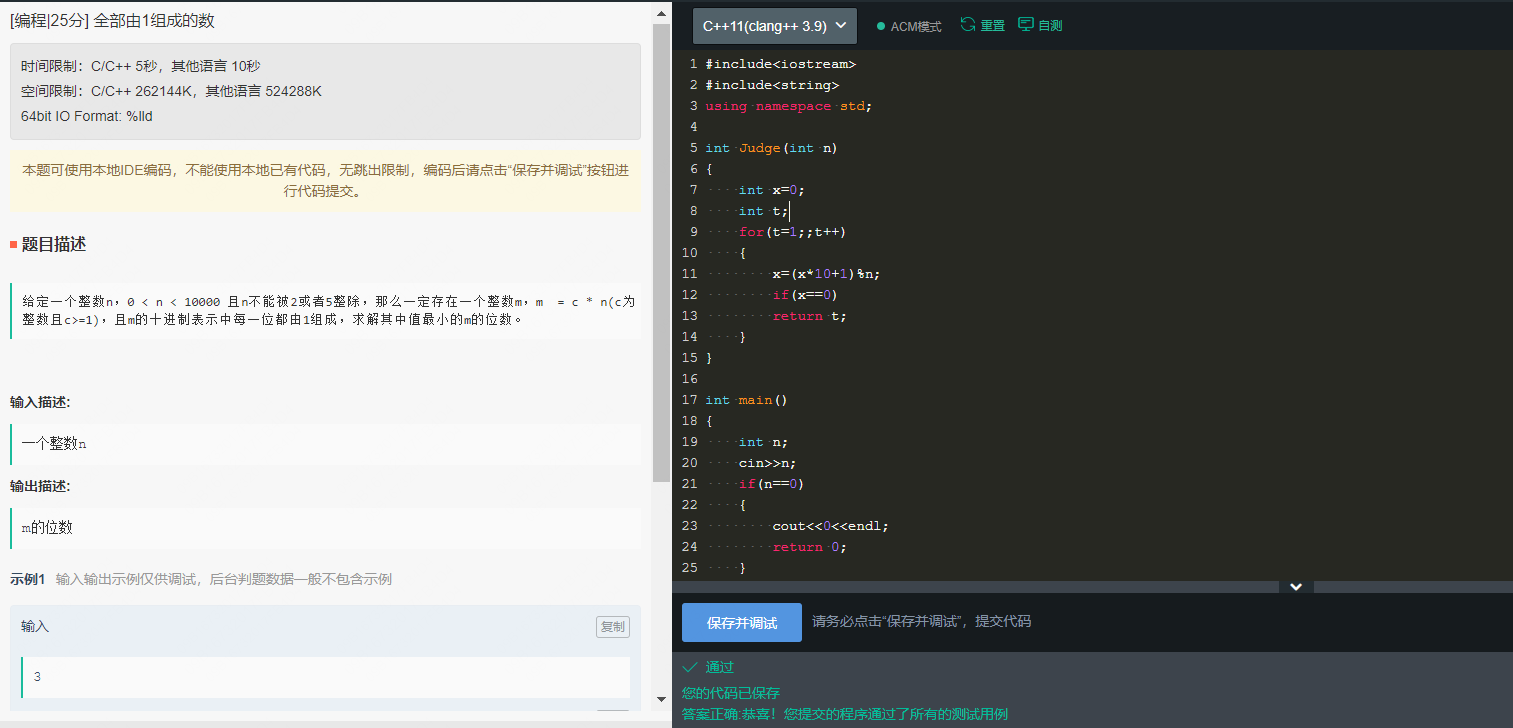 [编程|25分] 全部由1组成的数
时间限制：C/C++ 5秒，其他语言 10秒
空间限制：C/C++ 262144K，其他语言 524288K
64bit IO Format: %lld
本题可使用本地IDE编码，不能使用本地已有代码，无跳出限制，编码后请点击“保存并调试”按钮进
行代码提交。
题目描述
给定一个整数n，0 < n < 10000 且n不能被2或者5整除，那么一定存在一个整数m，m  = c * n(c为
整数且c>=1)，且m的十进制表示中每一位都由1组成，求解其中值最小的m的位数。
输入描述:
一个整数n
输出描述:
m的位数
示例1 输入输出示例仅供调试，后台判题数据一般不包含示例
输入 复制
3
C++11(clang++ 3.9) ACM模式 重置 自测
1 #include<iostream>
2 #include<string>
3 using namespace std;
4
5 int Judge(int n)
6 {
7     int x=0;
8     int t;
9     for(t=1;;t++)
10     {
11         x=(x*10+1)%n;
12         if(x==0)
13         return t;
14     }
15 }
16
17 int main()
18 {
19     int n;
20     cin>>n;
21     if(n==0)
22     {
23         cout<<0<<endl;
24         return 0;
25     }
保存并调试 请务必点击“保存并调试”，提交代码
通过
您的代码已保存
答案正确:恭喜！您提交的程序通过了所有的测试用例